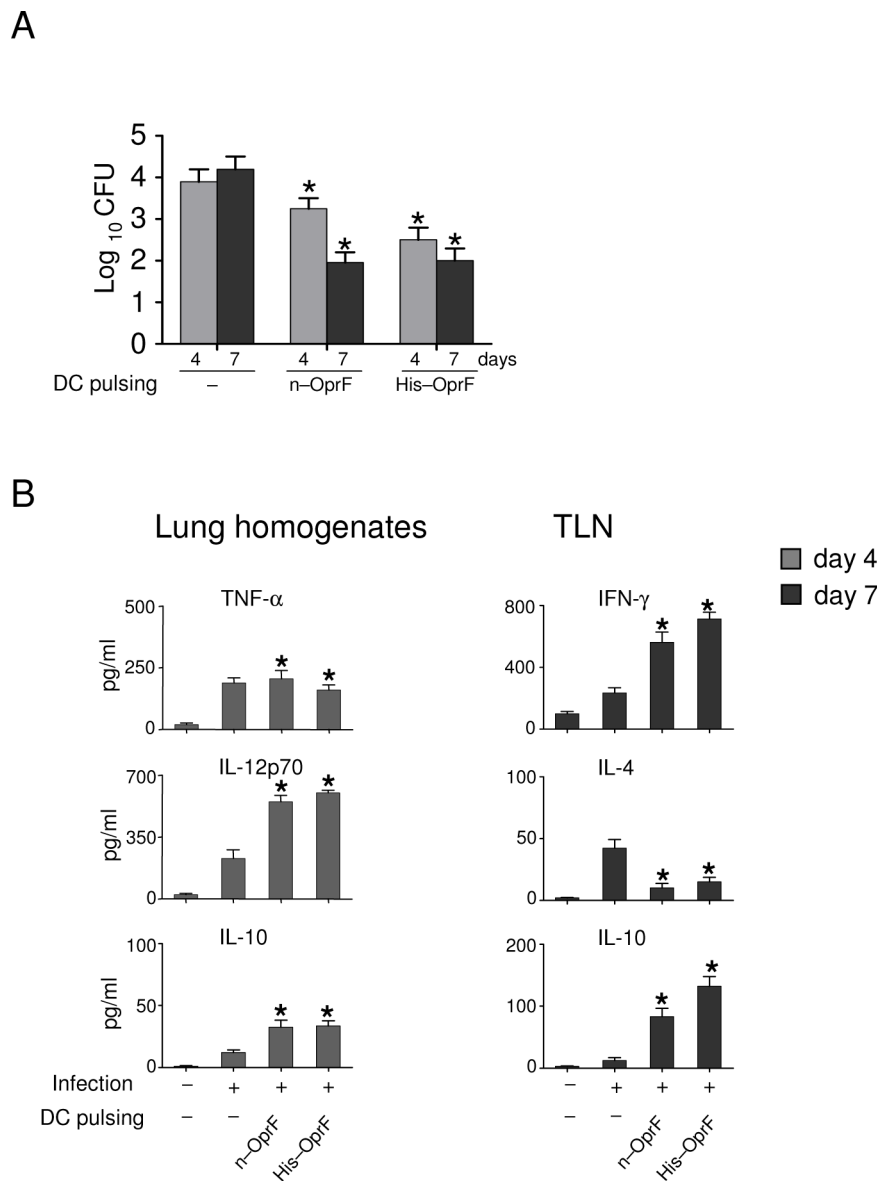 A
5
4
3
2
1
0
Log 10 CFU
* * * *
4 7 4 7 4 7 days
DC pulsing – n–OprF His–OprF
B
Lung homogenates TLN
day 4
day 7
TNF-α
500
250
0
pg/ml
* *
IFN-γ
800
400
0
* *
IL-12p70
700
350
0
pg/ml
* *
IL-4
100
50
0
* *
IL-10
100
50
0
pg/ml
* *
IL-10
200
100
0
* *
Infection – + + + – + + +
DC pulsing – – n–OprF His–OprF – – n–OprF His–OprF